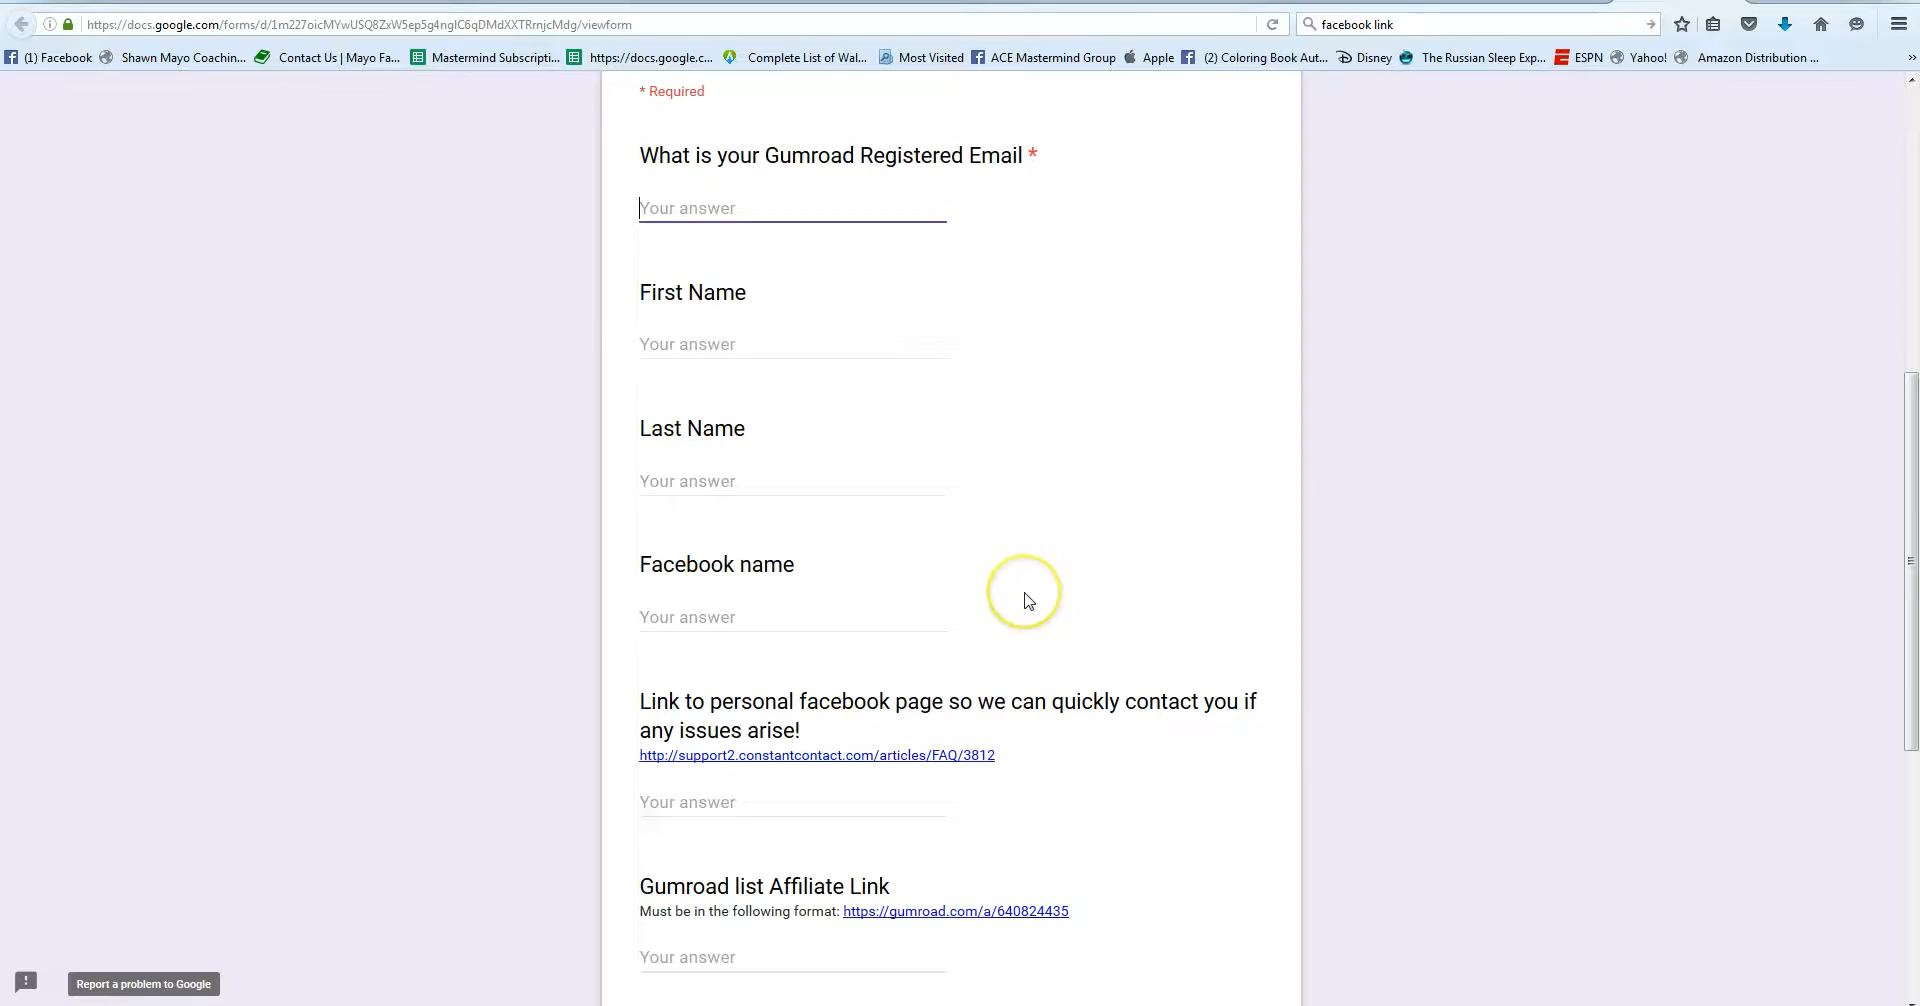 https://docs.google.com/forms/d/1m227oicMYwUSQ8ZxW5ep5g4nglC6qDMdXXTRrnjcMdg/viewform
facebook link
(1) Facebook
Shawn Mayo Coachin...
Contact Us | Mayo Fa...
Mastermind Subscripti...
https://docs.google.c...
Complete List of Wal...
Most Visited
ACE Mastermind Group
Apple
(2) Coloring Book Aut...
Disney
The Russian Sleep Exp...
ESPN
Yahoo!
Amazon Distribution ...
* Required
What is your Gumroad Registered Email *
Your answer
First Name
Your answer
Last Name
Your answer
Facebook name
Your answer
Link to personal facebook page so we can quickly contact you if
any issues arise!
http://support2.constantcontact.com/articles/FAQ/3812
Your answer
Gumroad list Affiliate Link
Must be in the following format: https://gumroad.com/a/640824435
Your answer
Report a problem to Google